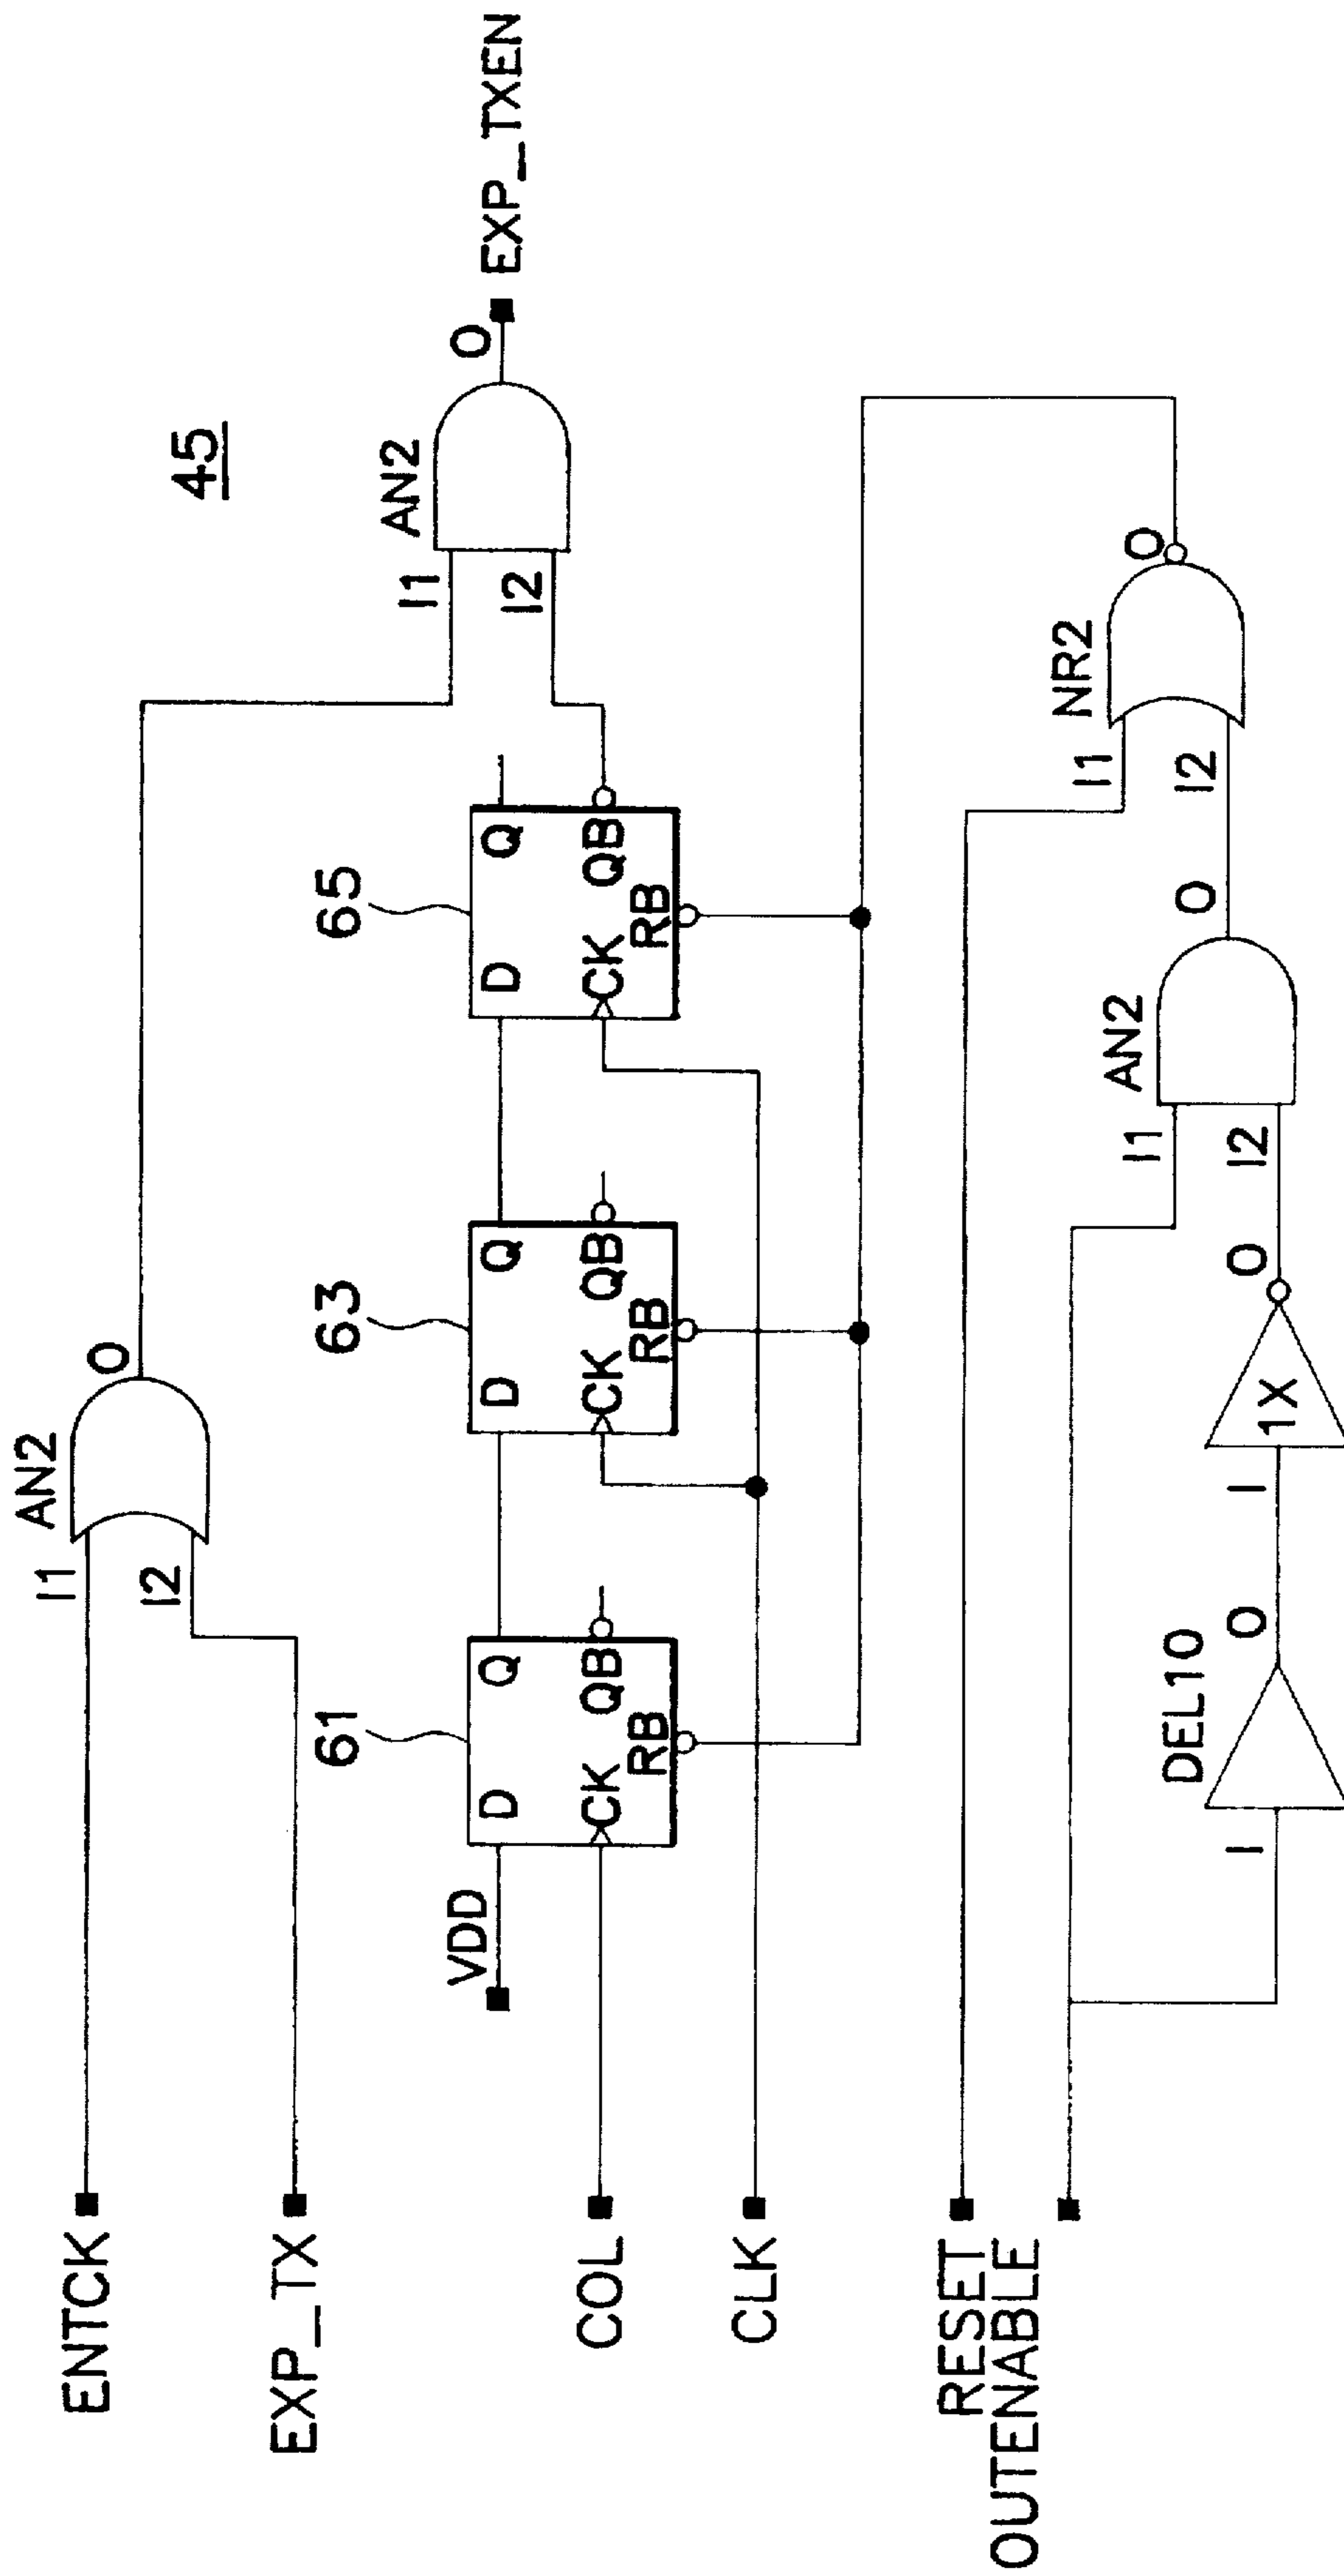 45
ENTCK
I1
AN2
O
EXP_TX
I2
I1
AN2
O
EXP_TXEN
I2
61
63
65
VDD
D
Q
D
Q
D
Q
COL
CK
QB
CK
QB
CK
QB
RB
RB
RB
CLK
RESET
I1
NR2
O
OUTENABLE
I1
AN2
O
I2
DEL10
I
O
I
1X
O
I2